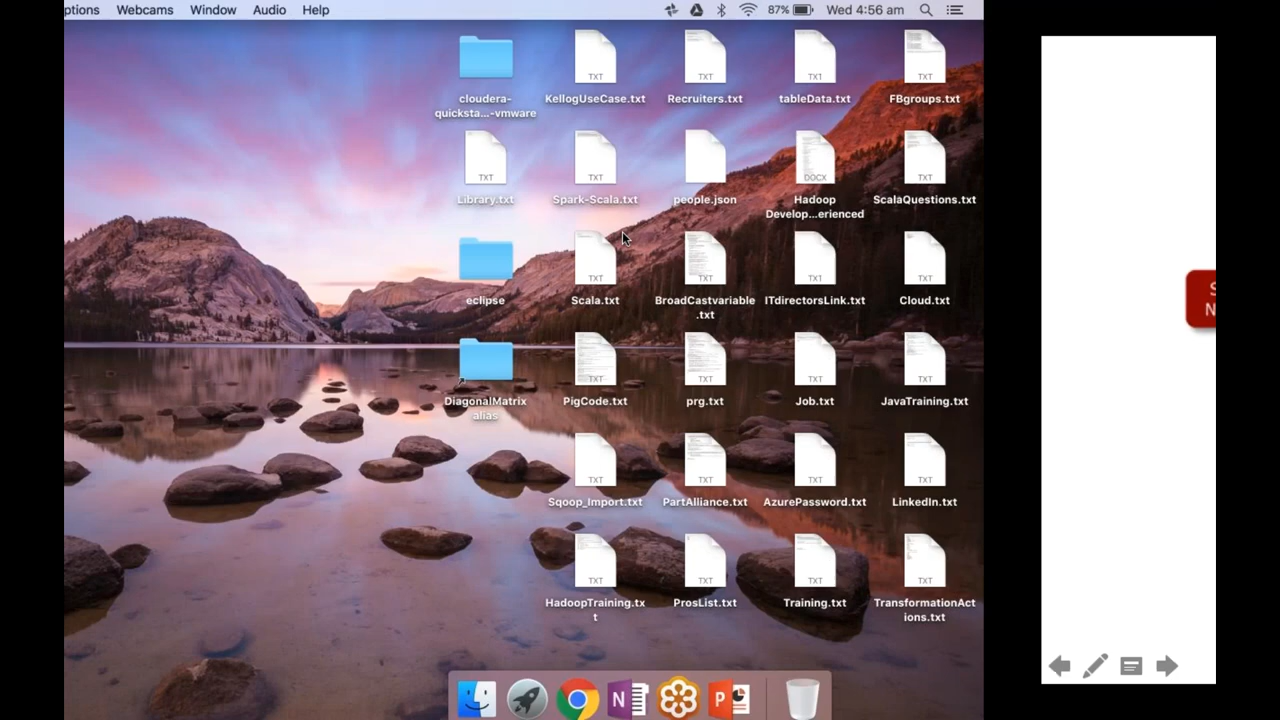 ptions Webcams Window Audio Help 87% Wed 4:56 am
TXT TXT TXT TXT
cloudera-
quicksta...-vmware KellogUseCase.txt Recruiters.txt tableData.txt FBgroups.txt
TXT TXT DOCX TXT
Library.txt Spark-Scala.txt people.json Hadoop
Develop...erienced ScalaQuestions.txt
TXT TXT TXT TXT
eclipse Scala.txt BroadCastvariable
.txt ITdirectorsLink.txt Cloud.txt
TXT TXT TXT TXT
DiagonalMatrix
alias PigCode.txt prg.txt Job.txt JavaTraining.txt
TXT TXT TXT TXT
Sqoop_Import.txt PartAlliance.txt AzurePassword.txt LinkedIn.txt
TXT TXT TXT TXT
HadoopTraining.tx
t ProsList.txt Training.txt TransformationAct
ions.txt
N P
S
N